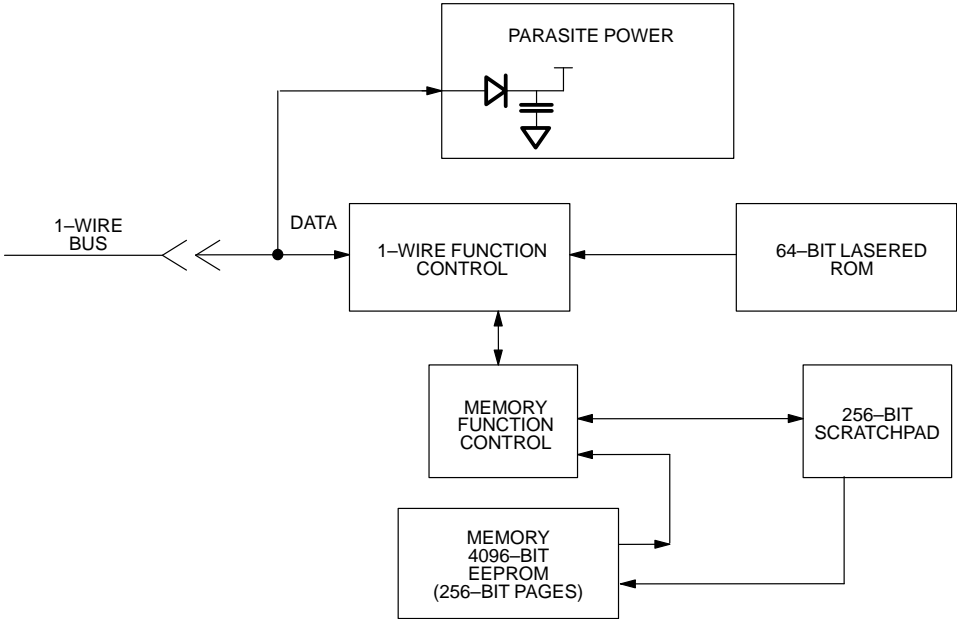 PARASITE POWER
1–WIRE
BUS
DATA
1–WIRE FUNCTION
CONTROL
64–BIT LASERED
ROM
MEMORY
FUNCTION
CONTROL
256–BIT
SCRATCHPAD
MEMORY
4096–BIT
EEPROM
(256–BIT PAGES)